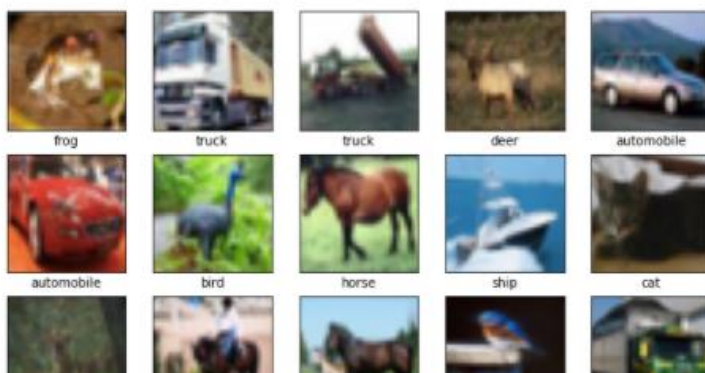 frog
truck
truck
deer
automobile
automobile
bird
horse
ship
cat